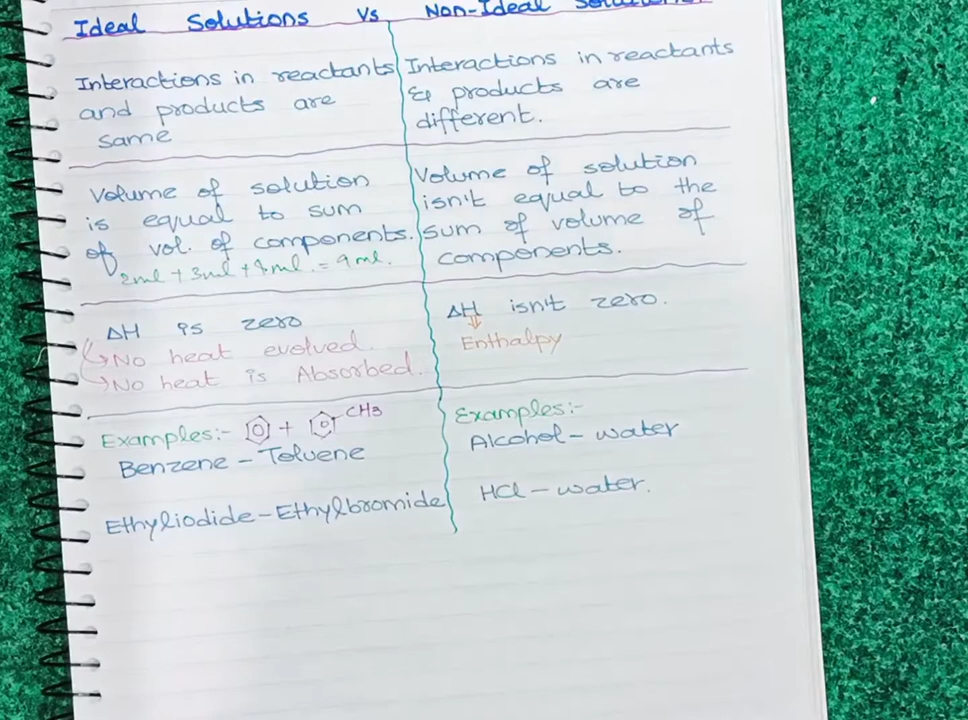 Ideal Solutions Vs Non-Ideal Solutions
Interactions in reactants
and products are
same
Interactions in reactants
& products are
different.
Volume of solution
is equal to sum
of vol. of components.
2ml + 3ml + 4ml. = 9ml.
Volume of solution
isn't equal to the
sum of volume of
components.
ΔH is zero
No heat evolved.
No heat is Absorbed.
ΔH isn't zero.
Enthalpy
Examples:- + CH3
Benzene - Toluene
Ethyliodide - Ethylbromide
Examples:-
Alcohol - water
HCl - water.